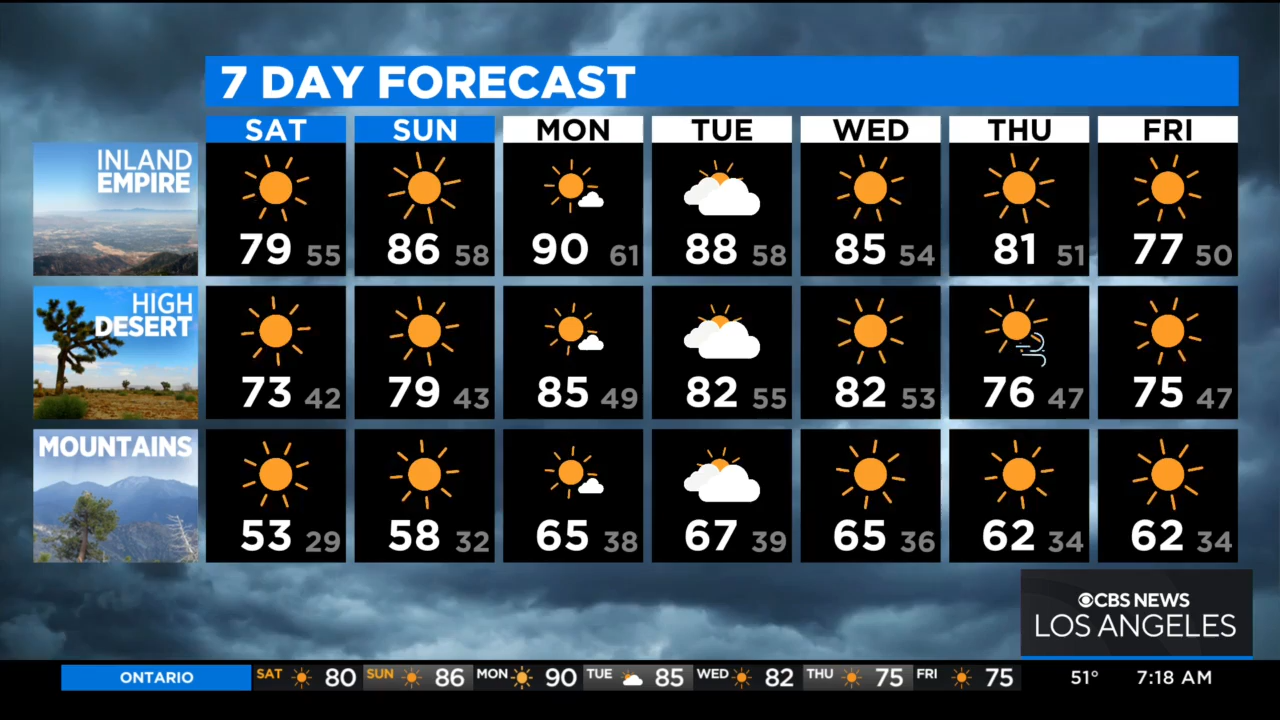 7 DAY FORECAST
SAT SUN MON TUE WED THU FRI
INLAND
EMPIRE
79 55 86 58 90 61 88 58 85 54 81 51 77 50
HIGH
DESERT
73 42 79 43 85 49 82 55 82 53 76 47 75 47
MOUNTAINS
53 29 58 32 65 38 67 39 65 36 62 34 62 34
CBS NEWS
LOS ANGELES
ONTARIO SAT 80 SUN 86 MON 90 TUE 85 WED 82 THU 75 FRI 75 51° 7:18 AM